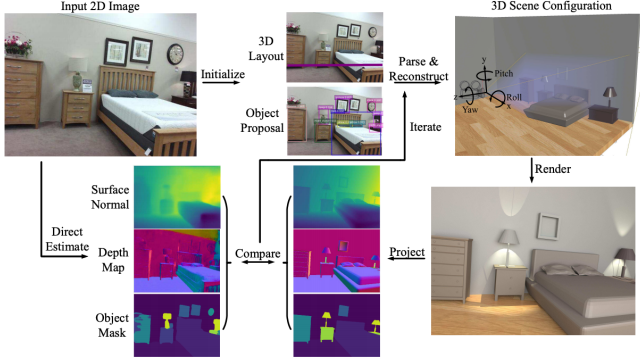 Input 2D Image
3D Scene Configuration
Initialize
3D
Layout
Object
Proposal
Parse &
Reconstruct
Iterate
y
Pitch
z
Roll
Yaw
x
Render
Direct
Estimate
Surface
Normal
Depth
Map
Object
Mask
Compare
Project